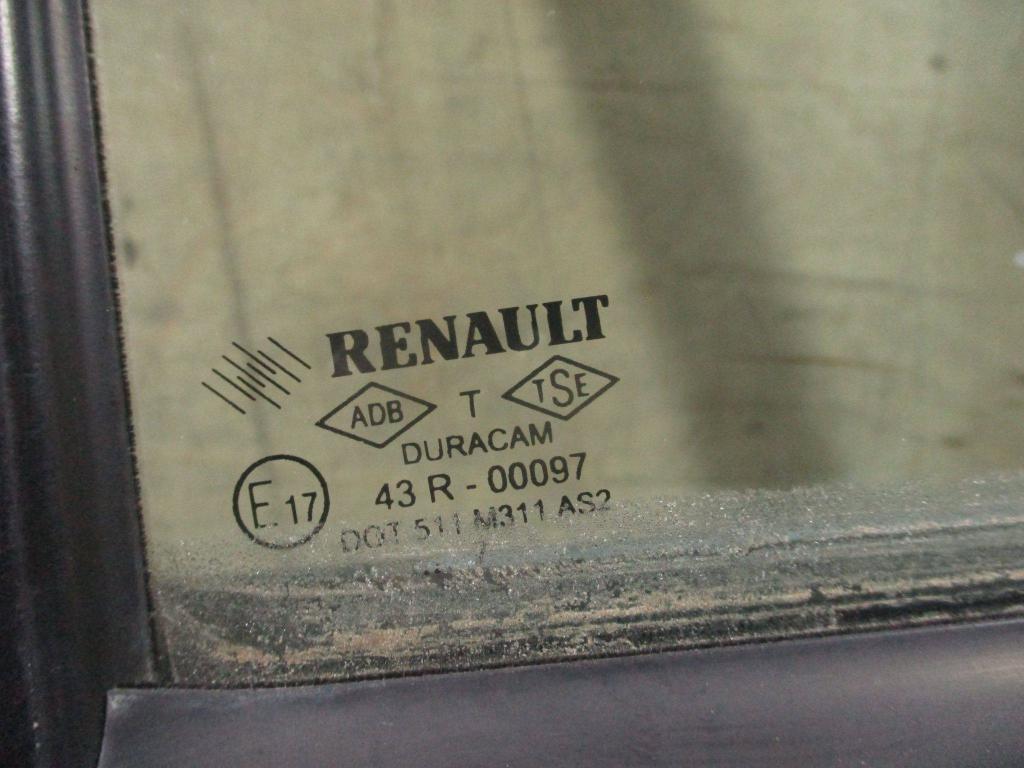 RENAULT
ADB T TSE
DURACAM
E 17 43 R - 00097
DOT 511 M311 AS2